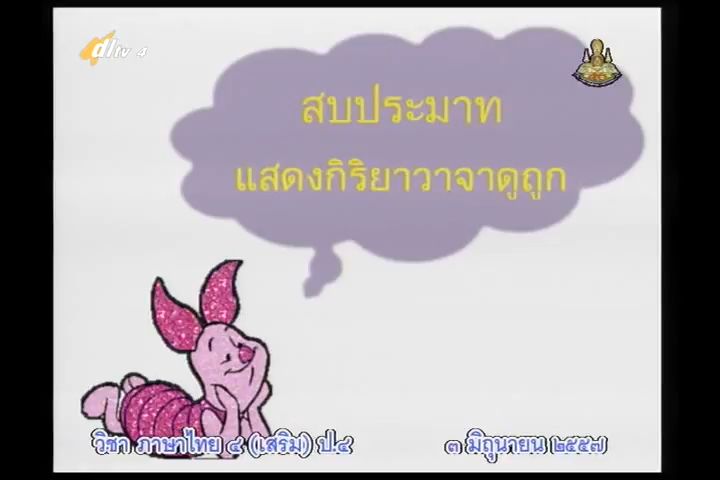 dltv 4
สบประมาท
แสดงกิริยาวาจาดูถูก
วิชา ภาษาไทย ๔ (เสริม) ป.๔
๓ มิถุนายน ๒๕๕๗